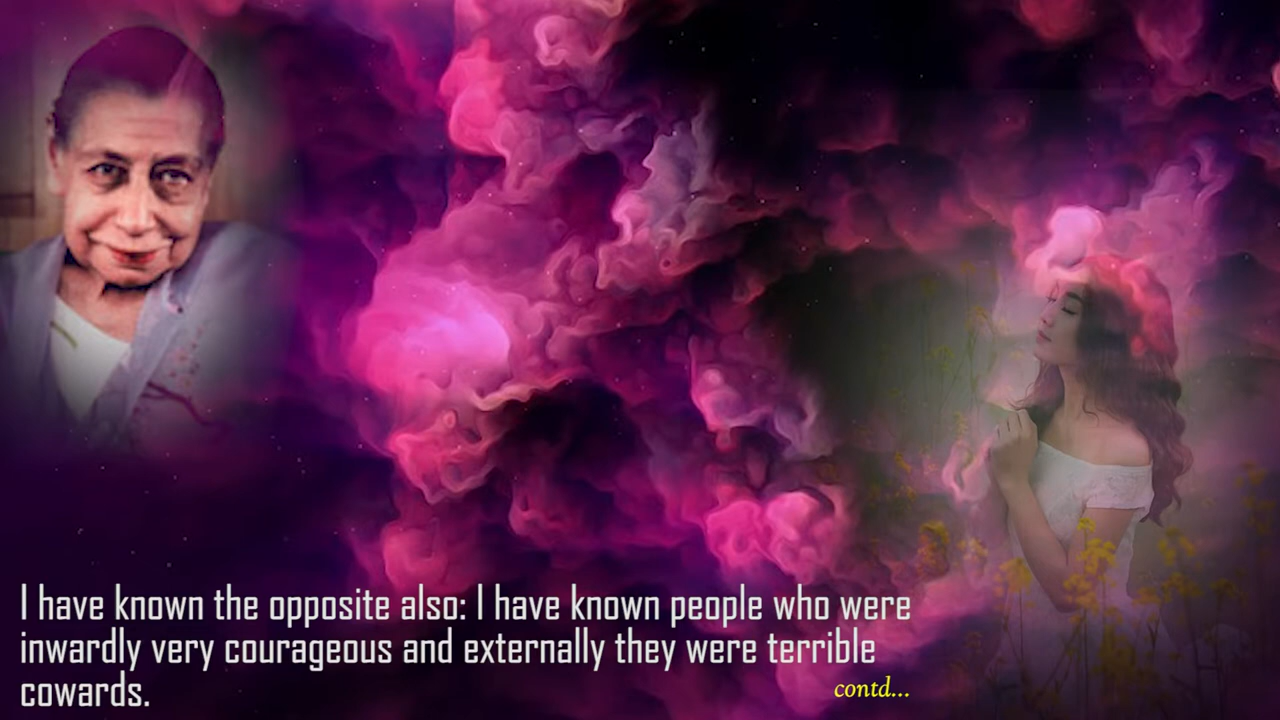 I have known the opposite also: I have known people who were
inwardly very courageous and externally they were terrible
cowards.
contd...